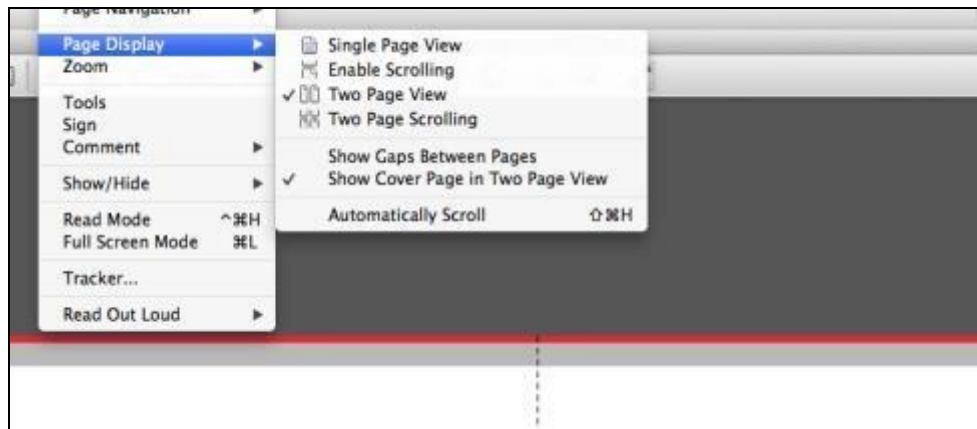 Page Navigation
Page Display
Zoom
Tools
Sign
Comment
Show/Hide
Read Mode ^⌘H
Full Screen Mode ⌘L
Tracker...
Read Out Loud
Single Page View
Enable Scrolling
Two Page View
Two Page Scrolling
Show Gaps Between Pages
Show Cover Page in Two Page View
Automatically Scroll ⇧⌘H